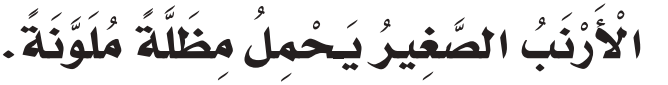 الْأَرْنَبُ الصَّغِيرُ يَحْمِلُ مِظَلَّةً مُلَوَّنَةً.